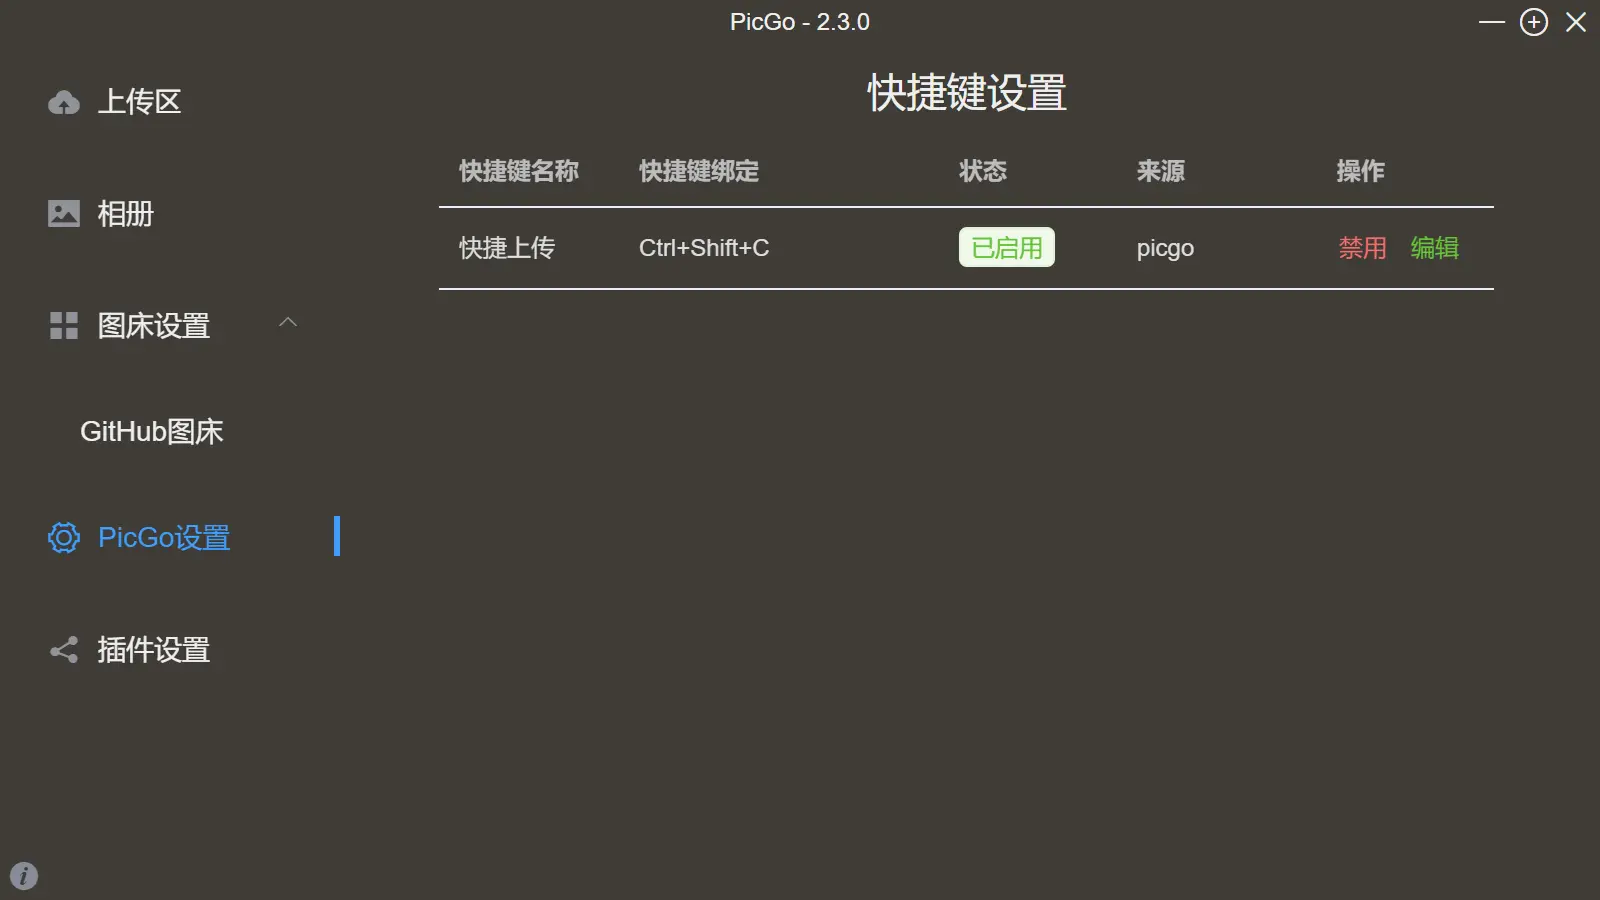 PicGo - 2.3.0
上传区
相册
图床设置
GitHub图床
PicGo设置
插件设置
快捷键设置
快捷键名称 快捷键绑定 状态 来源 操作
快捷上传 Ctrl+Shift+C 已启用 picgo 禁用 编辑